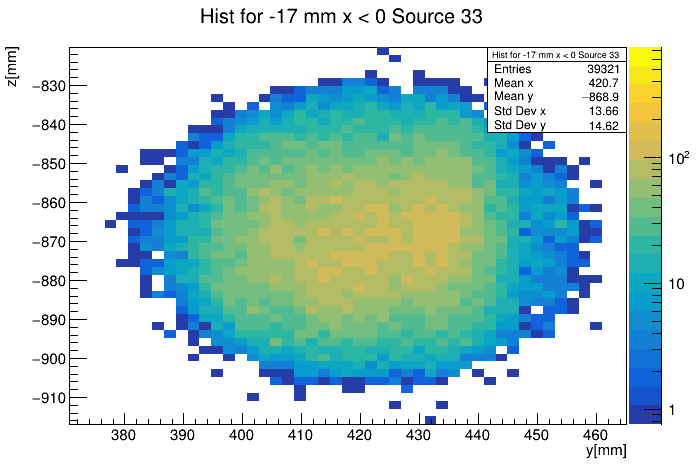 Hist for -17 mm x < 0 Source 33
z[mm]
Hist for -17 mm x < 0 Source 33
Entries 39321
Mean x 420.7
Mean y −868.9
Std Dev x 13.66
Std Dev y 14.62
−830
−840
−850
−860
−870
−880
−890
−900
−910
10²
10
1
380 390 400 410 420 430 440 450 460
y[mm]